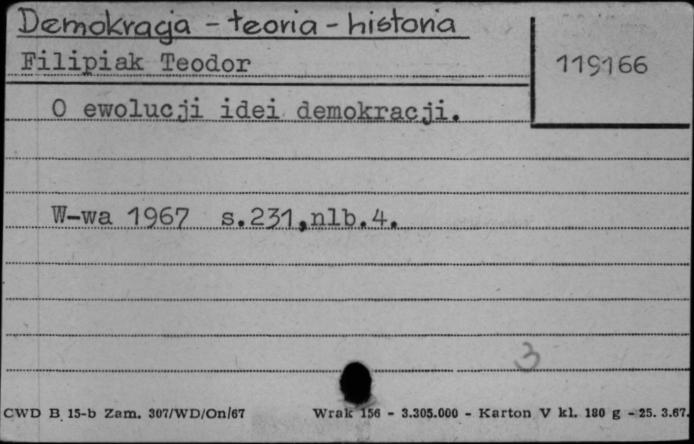 Demokracja - teoria - historia
Filipiak Teodor
119166
O ewolucji idei demokracji.
W-wa 1967 s.231,nlb.4.
3
CWD B 15-b Zam. 307/WD/On/67 Wrak 156 - 3.305.000 - Karton V kl. 180 g - 25. 3.67.